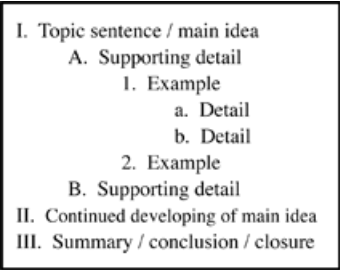 I. Topic sentence / main idea
A. Supporting detail
1. Example
a. Detail
b. Detail
2. Example
B. Supporting detail
II. Continued developing of main idea
III. Summary / conclusion / closure